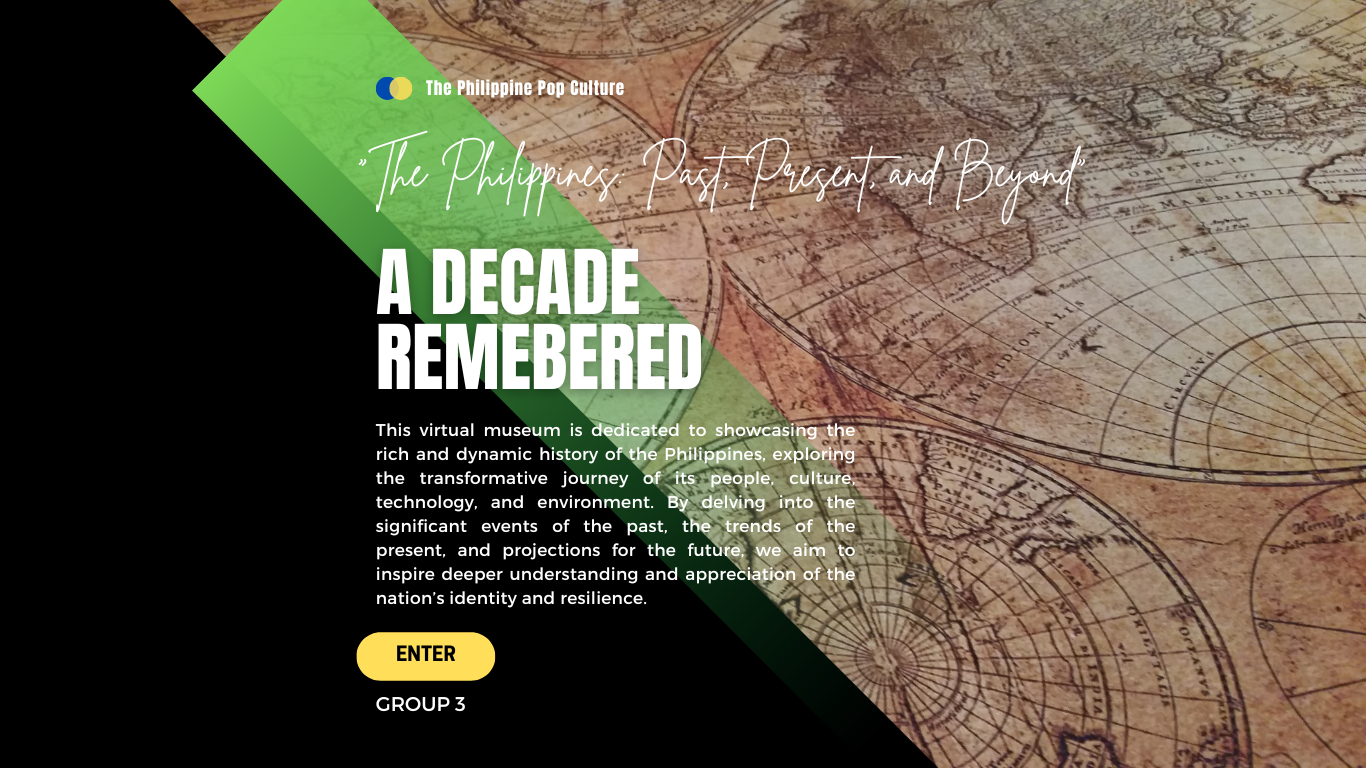 The Philippine Pop Culture
"The Philippines: Past, Present, and Beyond"
A DECADE
REMEBERED
This virtual museum is dedicated to showcasing the
rich and dynamic history of the Philippines, exploring
the transformative journey of its people, culture,
technology, and environment. By delving into the
significant events of the past, the trends of the
present, and projections for the future, we aim to
inspire deeper understanding and appreciation of the
nation’s identity and resilience.
ENTER
GROUP 3
Circulus